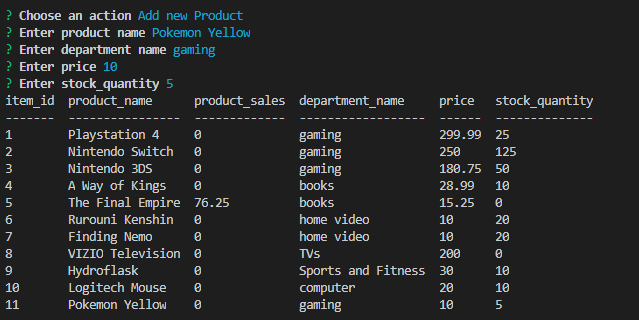 ? Choose an action Add new Product
? Enter product name Pokemon Yellow
? Enter department name gaming
? Enter price 10
? Enter stock_quantity 5
item_id  product_name      product_sales  department_name     price   stock_quantity
-------  ----------------  -------------  ------------------  ------  --------------
1        Playstation 4     0              gaming              299.99  25
2        Nintendo Switch   0              gaming              250     125
3        Nintendo 3DS      0              gaming              180.75  50
4        A Way of Kings    0              books               28.99   10
5        The Final Empire  76.25          books               15.25   0
6        Rurouni Kenshin   0              home video          10      20
7        Finding Nemo      0              home video          10      20
8        VIZIO Television  0              TVs                 200     0
9        Hydroflask        0              Sports and Fitness  30      10
10       Logitech Mouse    0              computer            20      10
11       Pokemon Yellow    0              gaming              10      5